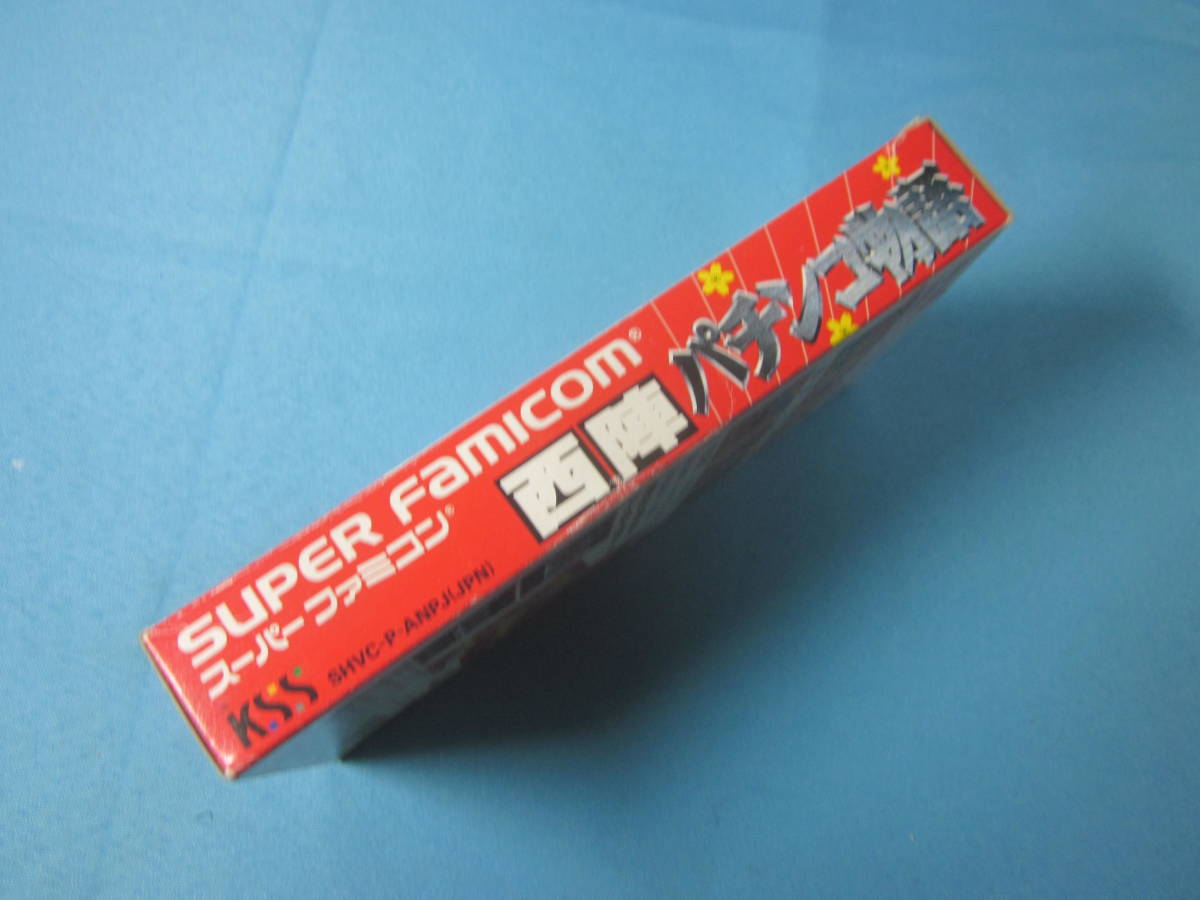 SUPER FAMICOM®
スーパーファミコン®
KSS
SHVC-P-ANPJ(JPN)
西陣
パチンコ物語